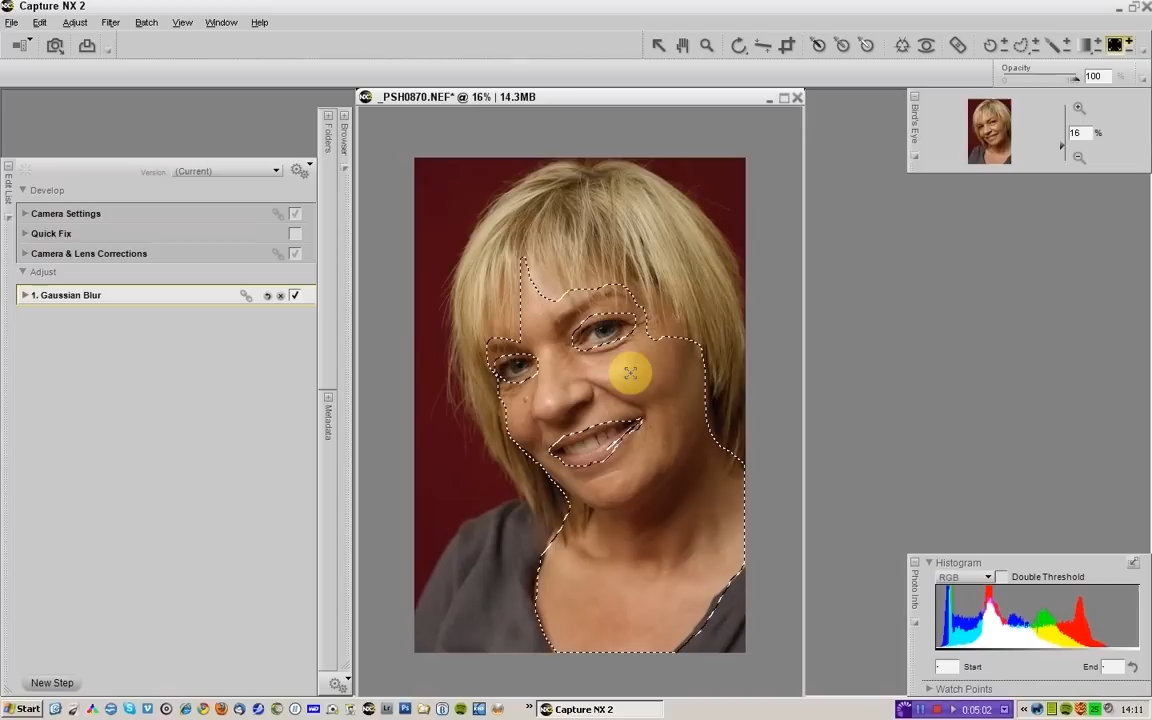 Capture NX 2
File Edit Adjust Filter Batch View Window Help
Opacity
100 %
_PSH0870.NEF* @ 16% | 14.3MB
Bird's Eye
16 %
Folders
Browser
Edit List
Version (Current)
Develop
Camera Settings
Quick Fix
Camera & Lens Corrections
Adjust
1. Gaussian Blur
Metadata
Photo Info
Histogram
RGB Double Threshold
- Start End -
Watch Points
New Step
Start
Capture NX 2
0:05:02
14:11